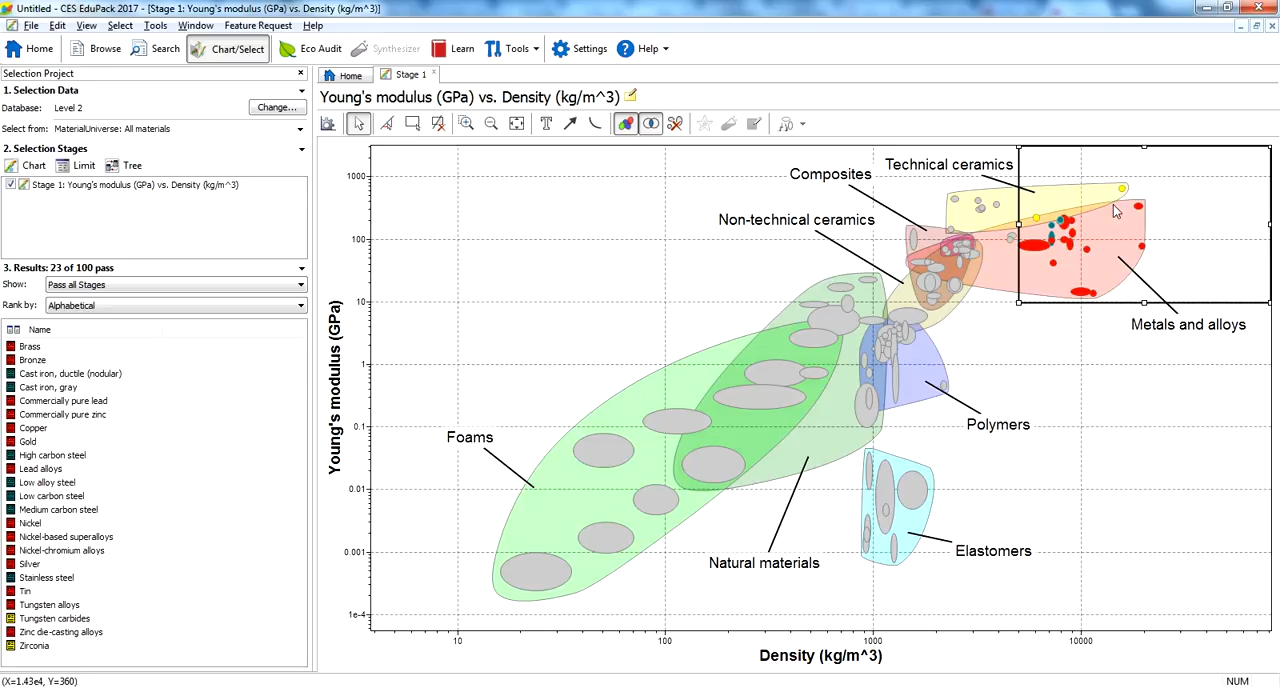 Untitled - CES EduPack 2017 - [Stage 1: Young's modulus (GPa) vs. Density (kg/m^3)]
File Edit View Select Tools Window Feature Request Help
Home Browse Search Chart/Select Eco Audit Synthesizer Learn Tools Settings Help
Selection Project
1. Selection Data
Database: Level 2 Change...
Select from: MaterialUniverse: All materials
2. Selection Stages
Chart Limit Tree
Stage 1: Young's modulus (GPa) vs. Density (kg/m^3)
3. Results: 23 of 100 pass
Show: Pass all Stages
Rank by: Alphabetical
Name
Brass
Bronze
Cast iron, ductile (nodular)
Cast iron, gray
Commercially pure lead
Commercially pure zinc
Copper
Gold
High carbon steel
Lead alloys
Low alloy steel
Low carbon steel
Medium carbon steel
Nickel
Nickel-based superalloys
Nickel-chromium alloys
Silver
Stainless steel
Tin
Tungsten alloys
Tungsten carbides
Zinc die-casting alloys
Zirconia
Home Stage 1
Young's modulus (GPa) vs. Density (kg/m^3)
Young's modulus (GPa)
1000
100
10
1
0.1
0.01
0.001
1e-4
Technical ceramics
Composites
Non-technical ceramics
Metals and alloys
Polymers
Foams
Elastomers
Natural materials
10 100 1000 10000
Density (kg/m^3)
(X=1.43e4, Y=360) NUM